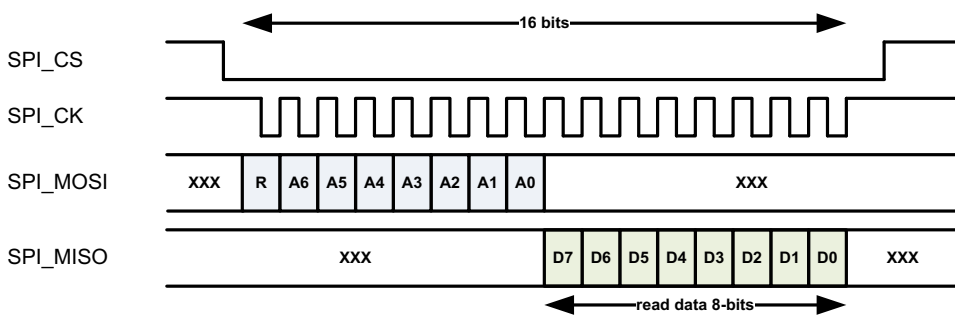 16 bits
SPI_CS
SPI_CK
SPI_MOSI XXX R A6 A5 A4 A3 A2 A1 A0 XXX
SPI_MISO XXX D7 D6 D5 D4 D3 D2 D1 D0 XXX
read data 8-bits